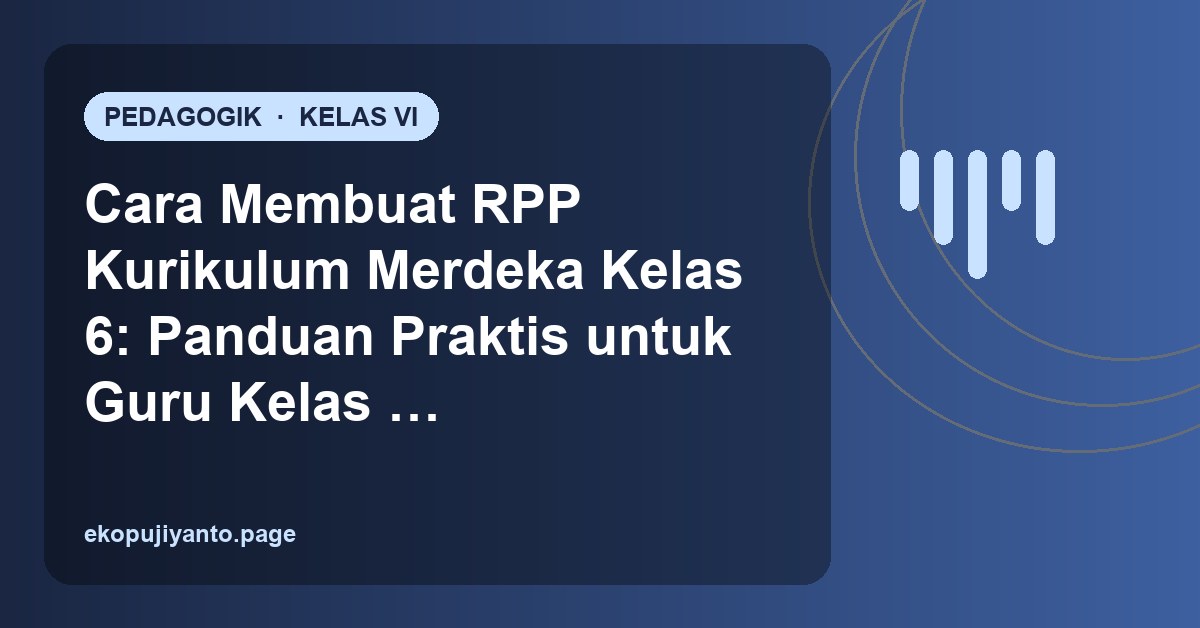 PEDAGOGIK · KELAS VI
Cara Membuat RPP
Kurikulum Merdeka Kelas
6: Panduan Praktis untuk
Guru Kelas …
ekopujiyanto.page